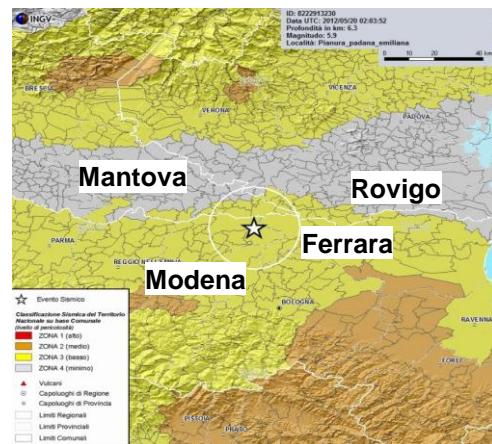 INGV
ID: 8222913230
Data UTC: 2012/05/20 02:03:52
Profondità in km: 6.3
Magnitudo: 5.9
Località: Pianura_padana_emiliana
0 10 20 40
km
BRESCIA
VERONA
VICENZA
PADOVA
Mantova
Rovigo
Ferrara
PARMA
REGGIO NELL'EMILIA
Modena
BOLOGNA
RAVENNA
FORLI'
PISTOIA
PRATO
Evento Sismico
Classificazione Sismica del Territorio
Nazionale su base Comunale
(livello di pericolosità)
ZONA 1 (alto)
ZONA 2 (medio)
ZONA 3 (basso)
ZONA 4 (minimo)
Vulcani
Capoluoghi di Regione
Capoluoghi di Provincia
Limiti Regionali
Limiti Provinciali
Limiti Comunali